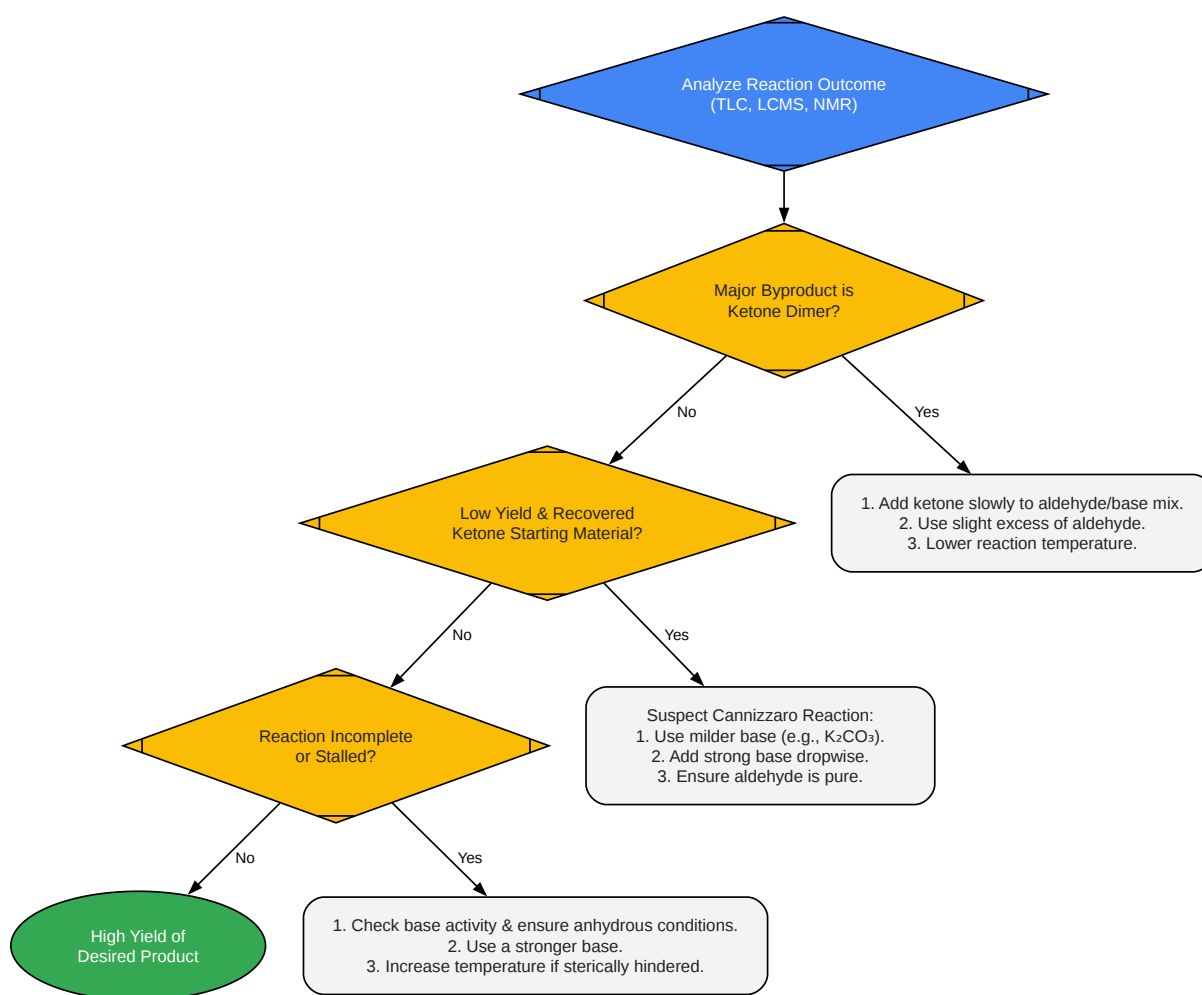 Analyze Reaction Outcome
(TLC, LCMS, NMR)
Major Byproduct is
Ketone Dimer?
No
Yes
Low Yield & Recovered
Ketone Starting Material?
1. Add ketone slowly to aldehyde/base mix.
2. Use slight excess of aldehyde.
3. Lower reaction temperature.
No
Yes
Reaction Incomplete
or Stalled?
Suspect Cannizzaro Reaction:
1. Use milder base (e.g., K₂CO₃).
2. Add strong base dropwise.
3. Ensure aldehyde is pure.
No
Yes
High Yield of
Desired Product
1. Check base activity & ensure anhydrous conditions.
2. Use a stronger base.
3. Increase temperature if sterically hindered.